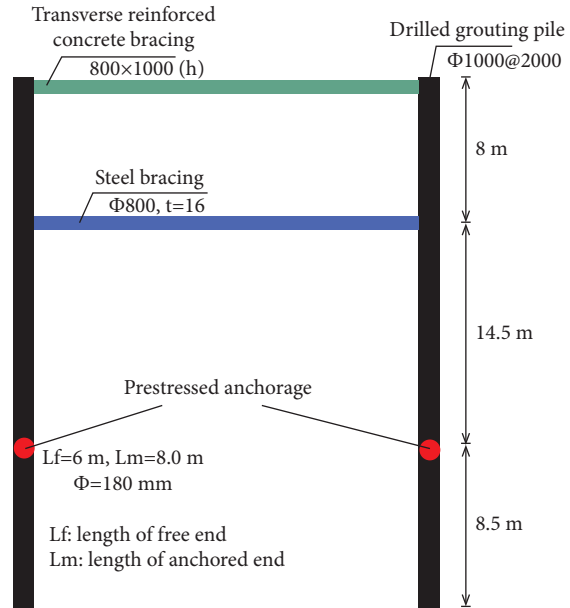 Transverse reinforced
concrete bracing
800×1000 (h)
Drilled grouting pile
Φ1000@2000
8 m
Steel bracing
Φ800, t=16
14.5 m
Prestressed anchorage
Lf=6 m, Lm=8.0 m
Φ=180 mm
8.5 m
Lf: length of free end
Lm: length of anchored end